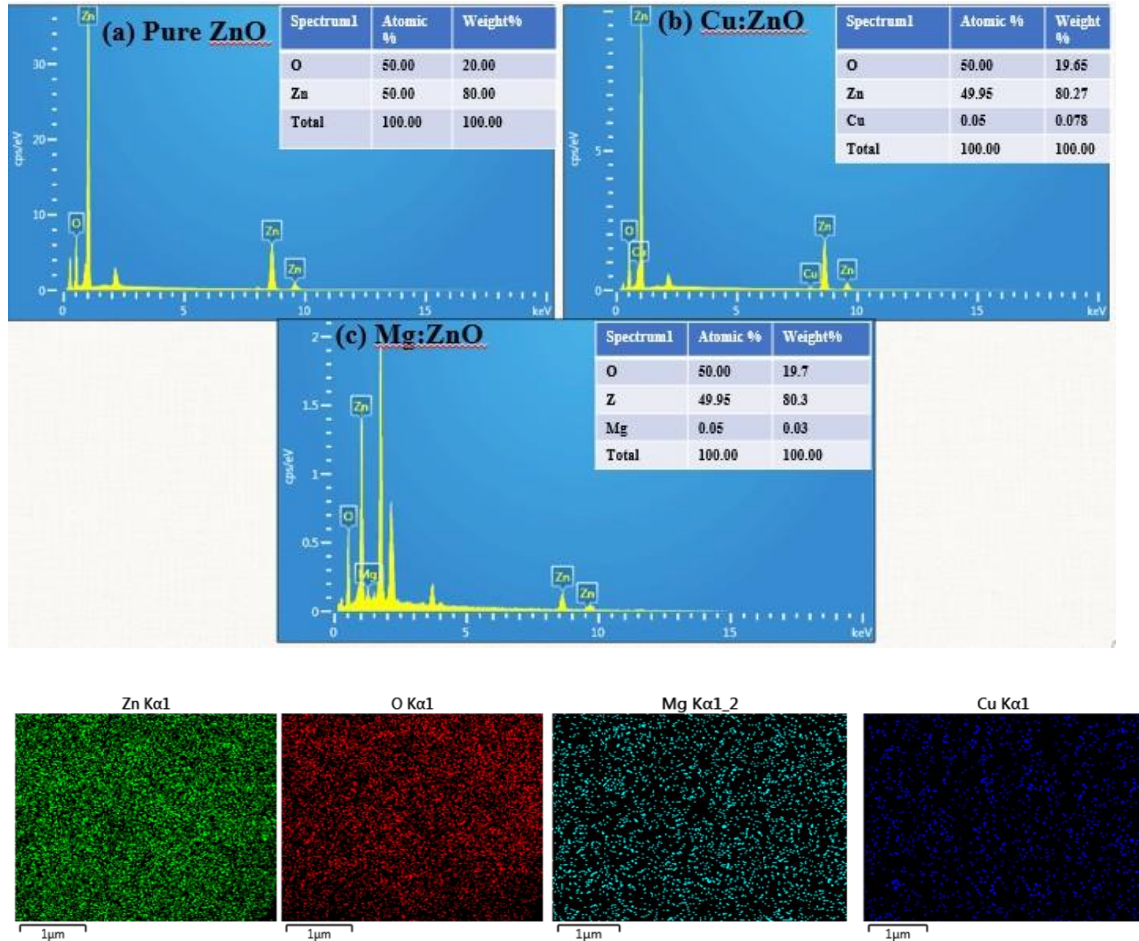 (a) Pure ZnO
Spectrum1 Atomic % Weight%
O 50.00 20.00
Zn 50.00 80.00
Total 100.00 100.00
Zn
O
Zn
Zn
cps/eV
30
20
10
0
0 5 10 15 keV
(b) Cu:ZnO
Spectrum1 Atomic % Weight %
O 50.00 19.65
Zn 49.95 80.27
Cu 0.05 0.078
Total 100.00 100.00
Zn
O
Cu
Cu
Zn
Zn
cps/eV
5
0
0 5 10 15 keV
(c) Mg:ZnO
Spectrum1 Atomic % Weight%
O 50.00 19.7
Z 49.95 80.3
Mg 0.05 0.03
Total 100.00 100.00
Zn
O
Mg
Zn
Zn
cps/eV
2
1.5
1
0.5
0
0 5 10 15 keV
Zn Kα1
O Kα1
Mg Kα1_2
Cu Kα1
1µm
1µm
1µm
1µm